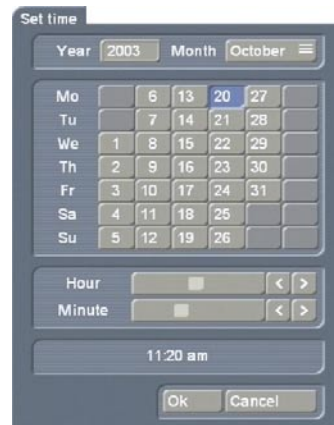 Set time
Year 2003 Month October
Mo 6 13 20 27
Tu 7 14 21 28
We 1 8 15 22 29
Th 2 9 16 23 30
Fr 3 10 17 24 31
Sa 4 11 18 25
Su 5 12 19 26
Hour < >
Minute < >
11:20 am
Ok Cancel